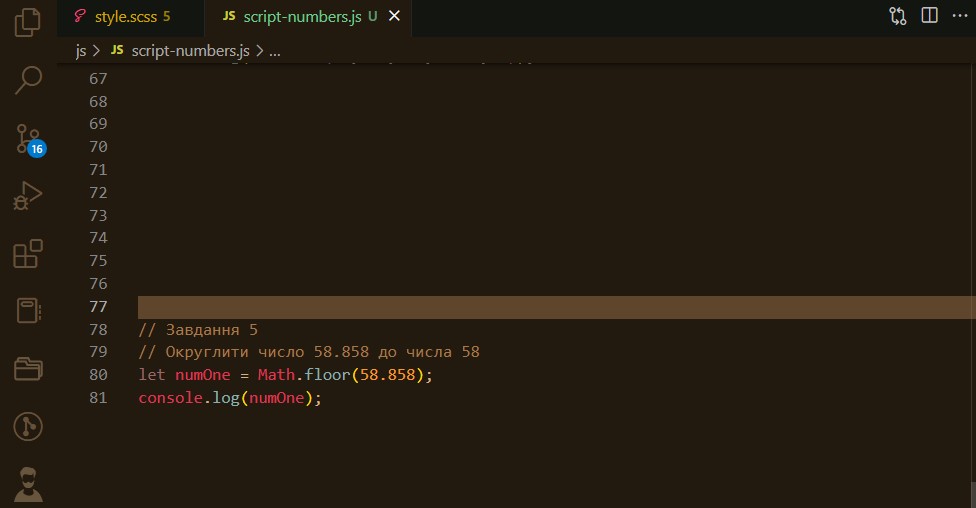 style.scss 5
JS script-numbers.js U
js > JS script-numbers.js > ...
67
68
69
70
71
72
73
74
75
76
77
78 // Завдання 5
79 // Округлити число 58.858 до числа 58
80 let numOne = Math.floor(58.858);
81 console.log(numOne);
16